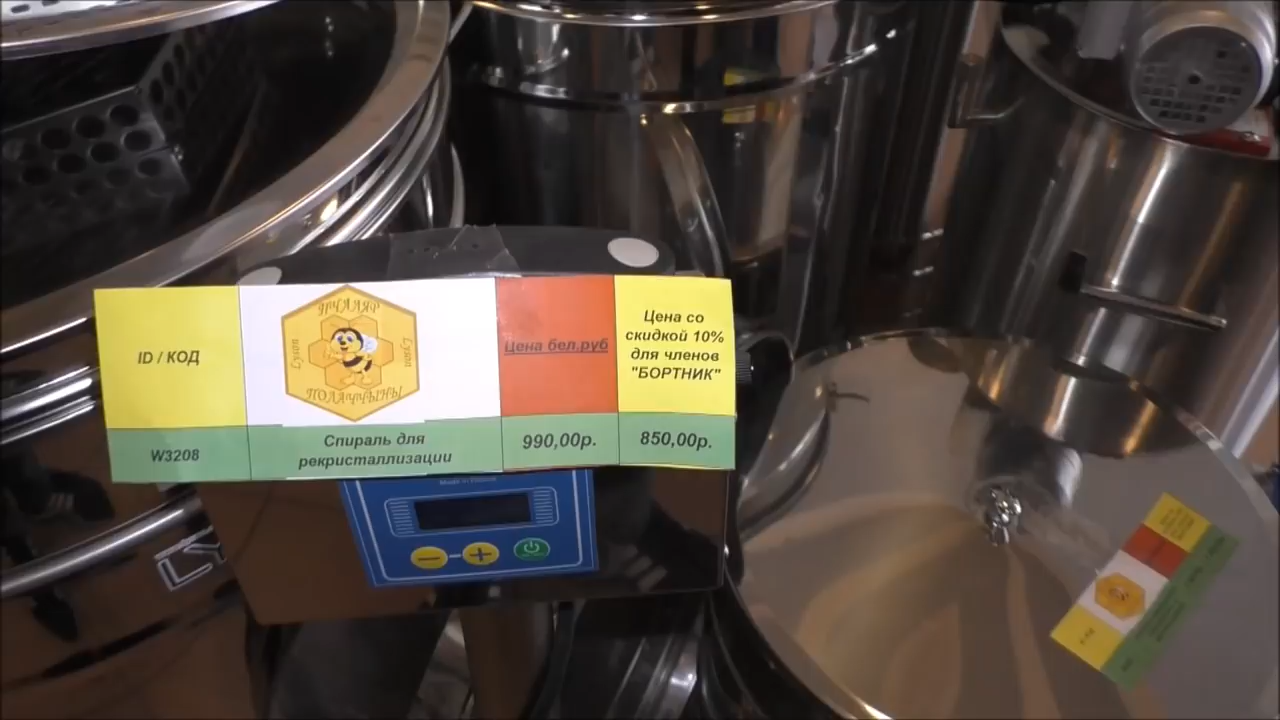 ID / КОД
ПЧАЛЯР
Lyson
Lyson
ПОЛАЧЧЫНЫ
Цена бел.руб
Цена со
скидкой 10%
для членов
"БОРТНИК"
W3208
Спираль для
рекристаллизации
990,00р.
850,00р.
LY